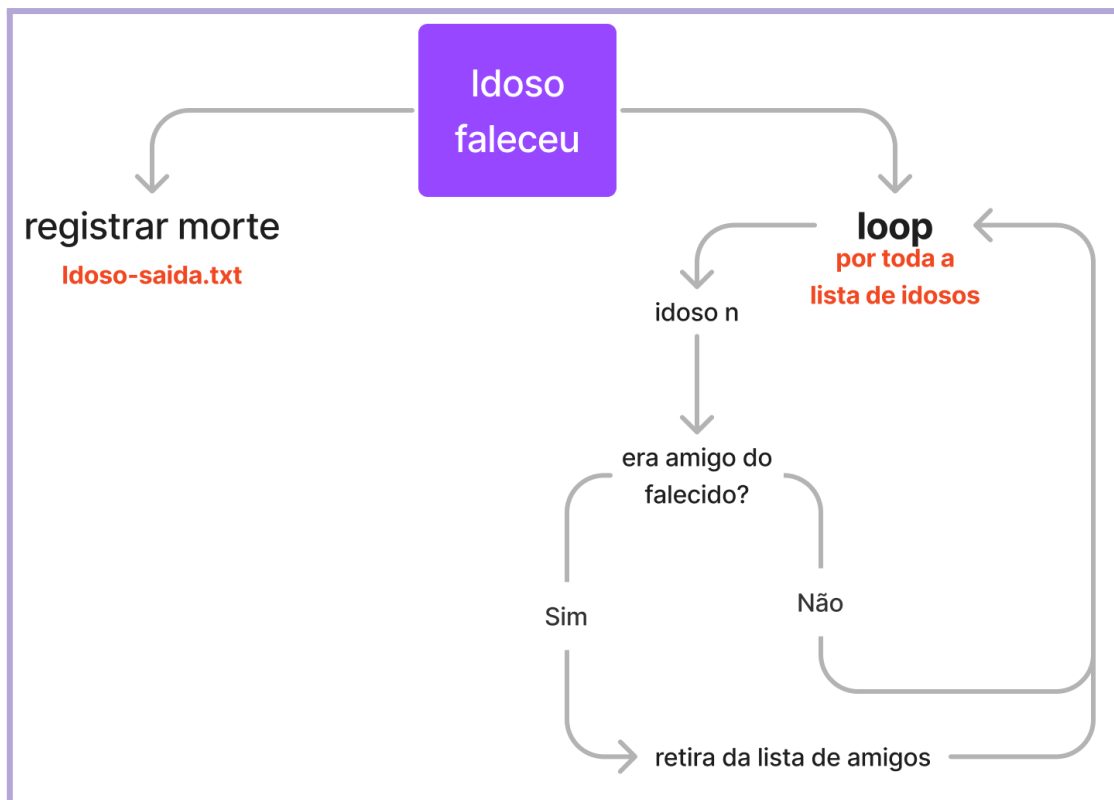 Idoso
faleceu
registrar morte
Idoso-saida.txt
loop
por toda a
lista de idosos
idoso n
era amigo do
falecido?
Sim
Não
retira da lista de amigos